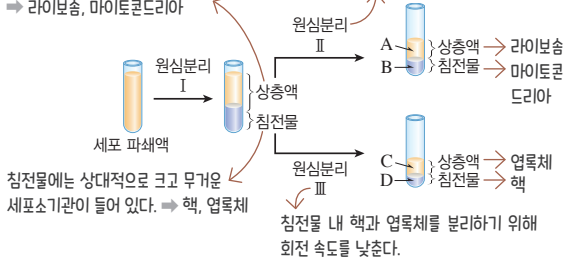 ➡ 라이보솜, 마이토콘드리아
원심분리
Ⅰ
세포 파쇄액
상층액
침전물
원심분리
Ⅱ
A
B
상층액
침전물
라이보솜
마이토콘
드리아
침전물에는 상대적으로 크고 무거운
세포소기관이 들어 있다. ➡ 핵, 엽록체
원심분리
Ⅲ
C
D
상층액
침전물
엽록체
핵
침전물 내 핵과 엽록체를 분리하기 위해
회전 속도를 낮춘다.